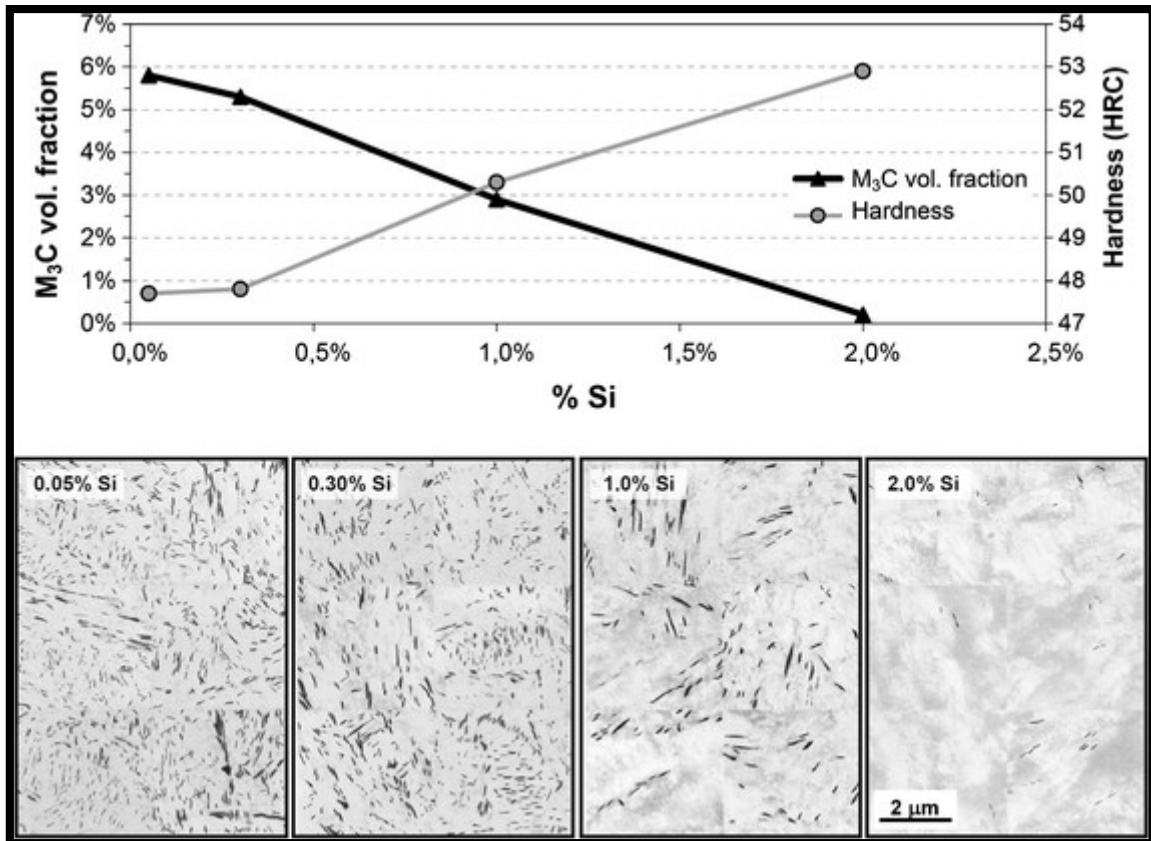 7%
6%
5%
4%
3%
2%
1%
0%
M₃C vol. fraction
54
53
52
51
50
49
48
47
Hardness (HRC)
M₃C vol. fraction
Hardness
0,0% 0,5% 1,0% 1,5% 2,0% 2,5%
% Si
0.05% Si
0.30% Si
1.0% Si
2.0% Si
2 μm